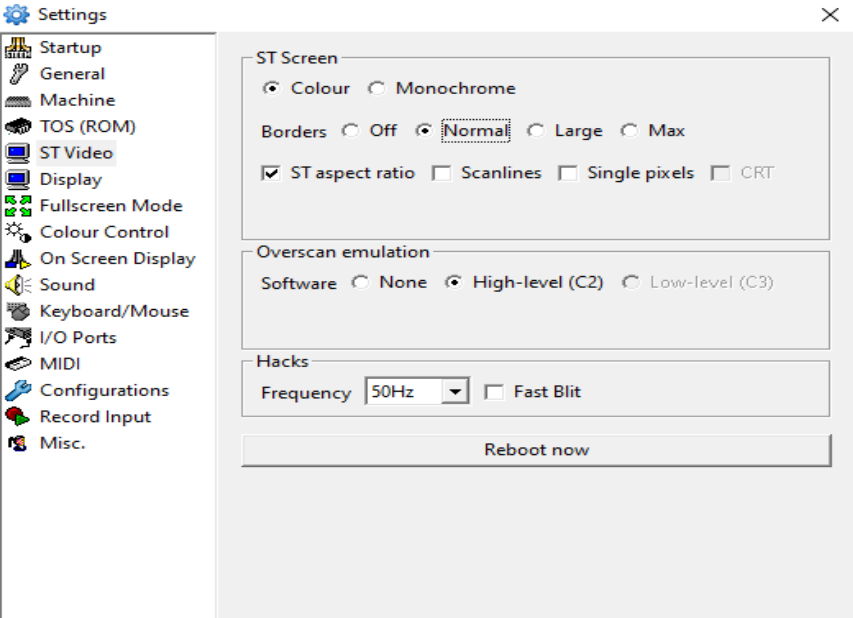 Settings
Startup
General
Machine
TOS (ROM)
ST Video
Display
Fullscreen Mode
Colour Control
On Screen Display
Sound
Keyboard/Mouse
I/O Ports
MIDI
Configurations
Record Input
Misc.
ST Screen
Colour Monochrome
Borders Off Normal Large Max
ST aspect ratio Scanlines Single pixels CRT
Overscan emulation
Software None High-level (C2) Low-level (C3)
Hacks
Frequency 50Hz Fast Blit
Reboot now